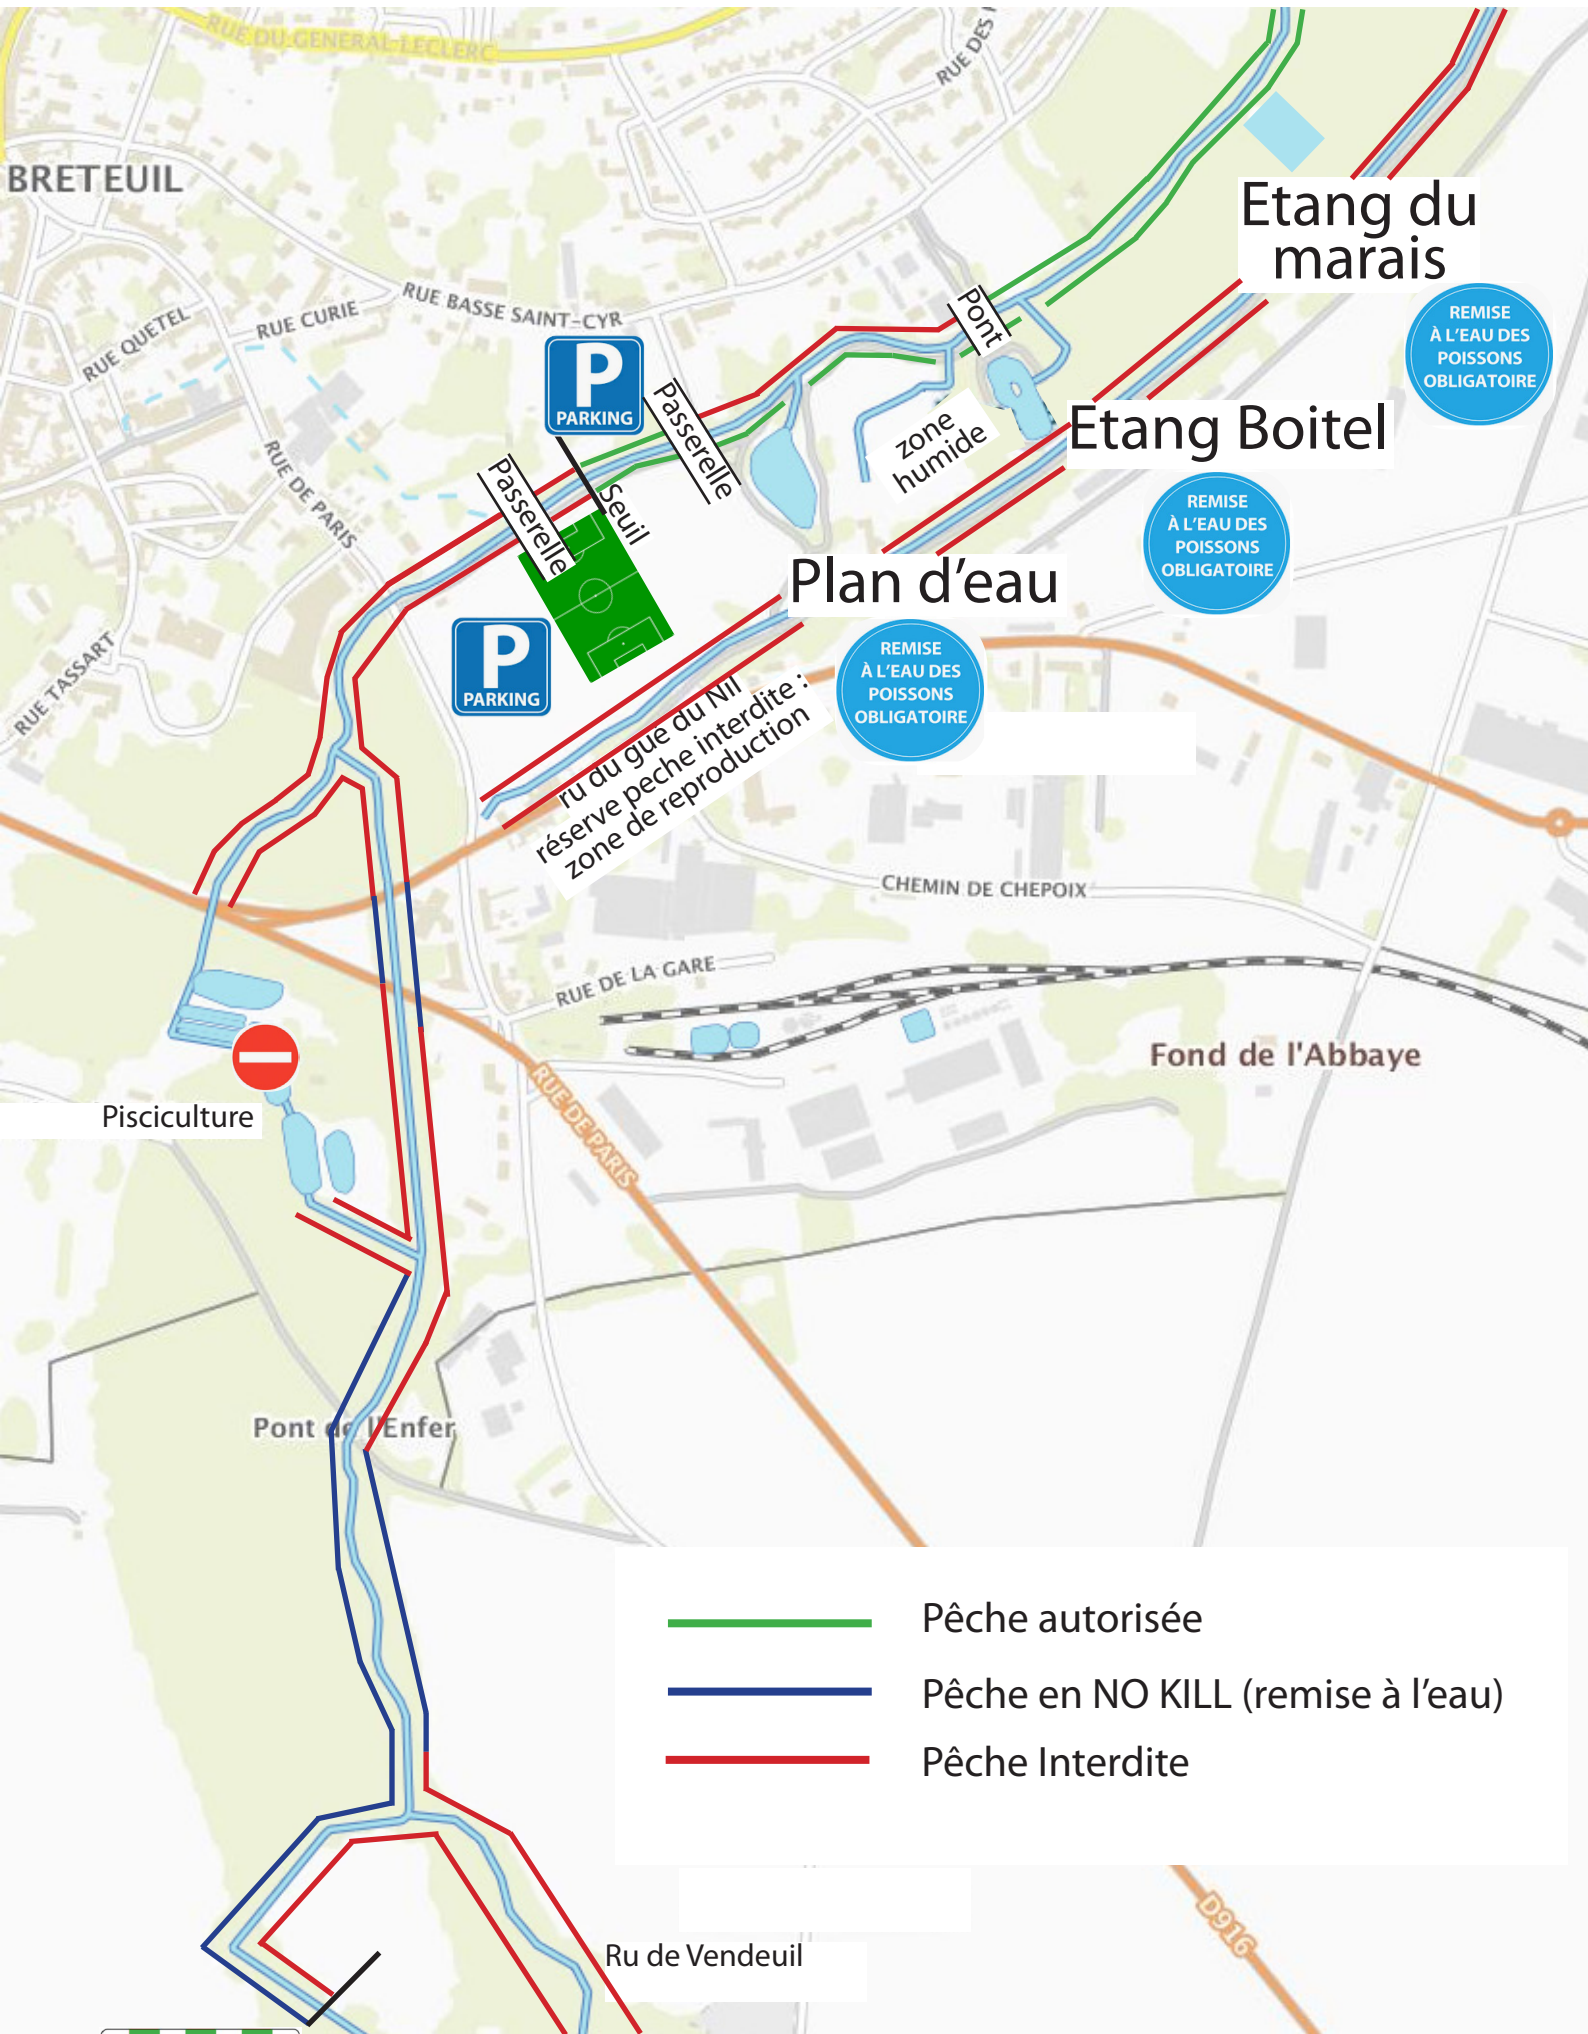 RUE DU GENERAL LECLERC
RUE DES
BRETEUIL
Etang du
marais
REMISE
À L'EAU DES
POISSONS
OBLIGATOIRE
RUE QUETEL
RUE CURIE
RUE BASSE SAINT-CYR
Pont
P
PARKING
Passerelle
zone
humide
Etang Boitel
REMISE
À L'EAU DES
POISSONS
OBLIGATOIRE
RUE DE PARIS
Passerelle
Seuil
Plan d'eau
REMISE
À L'EAU DES
POISSONS
OBLIGATOIRE
P
PARKING
RUE TASSART
ru du gue du Nil
réserve peche interdite :
zone de reproduction
CHEMIN DE CHEPOIX
RUE DE LA GARE
Fond de l'Abbaye
RUE DE PARIS
Pisciculture
Pont de l'Enfer
Pêche autorisée
Pêche en NO KILL (remise à l'eau)
Pêche Interdite
D916
Ru de Vendeuil